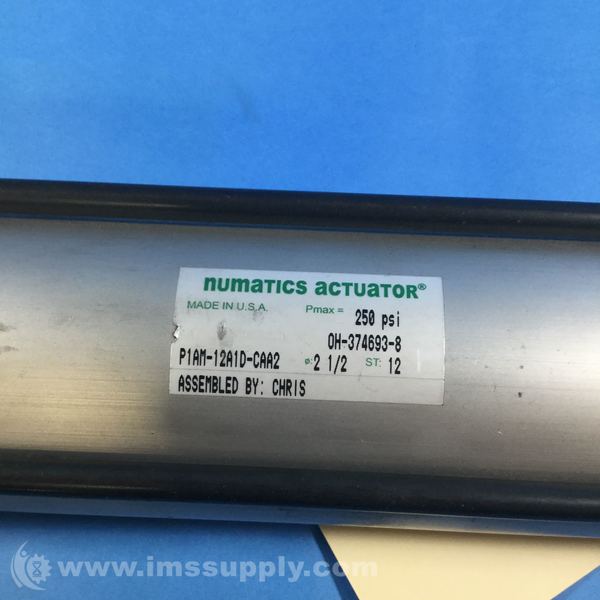 numatics actuator®
MADE IN U.S.A. Pmax = 250 psi
OH-374693-8
P1AM-12A1D-CAA2 ø: 2 1/2 ST: 12
ASSEMBLED BY: CHRIS
www.imssupply.com